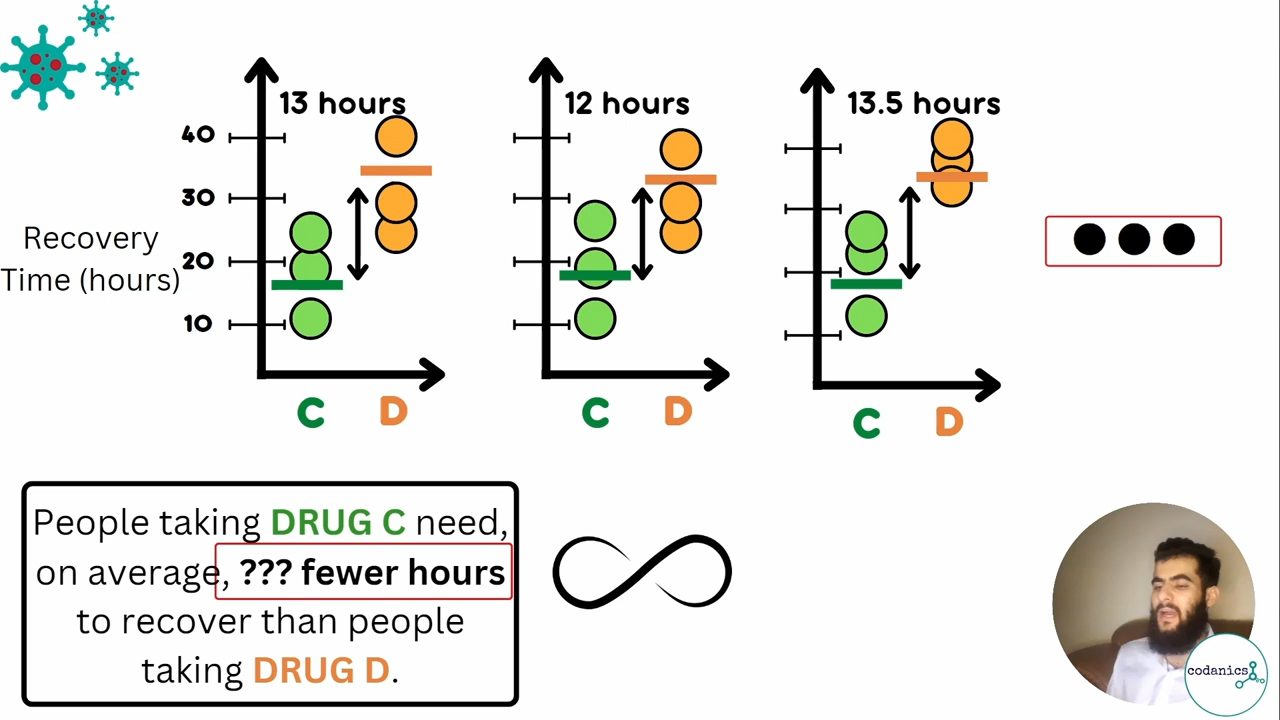 13 hours
12 hours
13.5 hours
40
30
20
10
Recovery
Time (hours)
C D
C D
C D
People taking DRUG C need,
on average, ??? fewer hours
to recover than people
taking DRUG D.
codanics